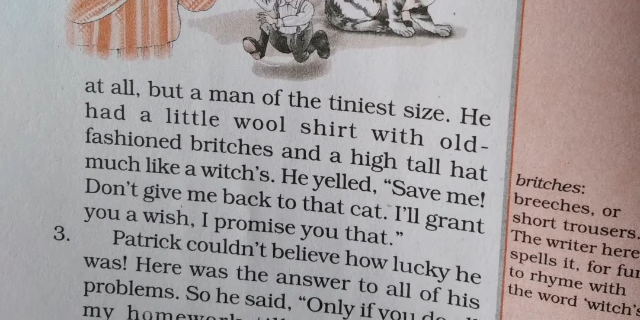 at all, but a man of the tiniest size. He
had a little wool shirt with old-
fashioned britches and a high tall hat
much like a witch's. He yelled, “Save me!
Don't give me back to that cat. I'll grant
you a wish, I promise you that.”
3. Patrick couldn't believe how lucky he
was! Here was the answer to all of his
problems. So he said, “Only if you
my homework
britches:
breeches, or
short trousers.
The writer here
spells it, for fun
to rhyme with
the word ‘witch's